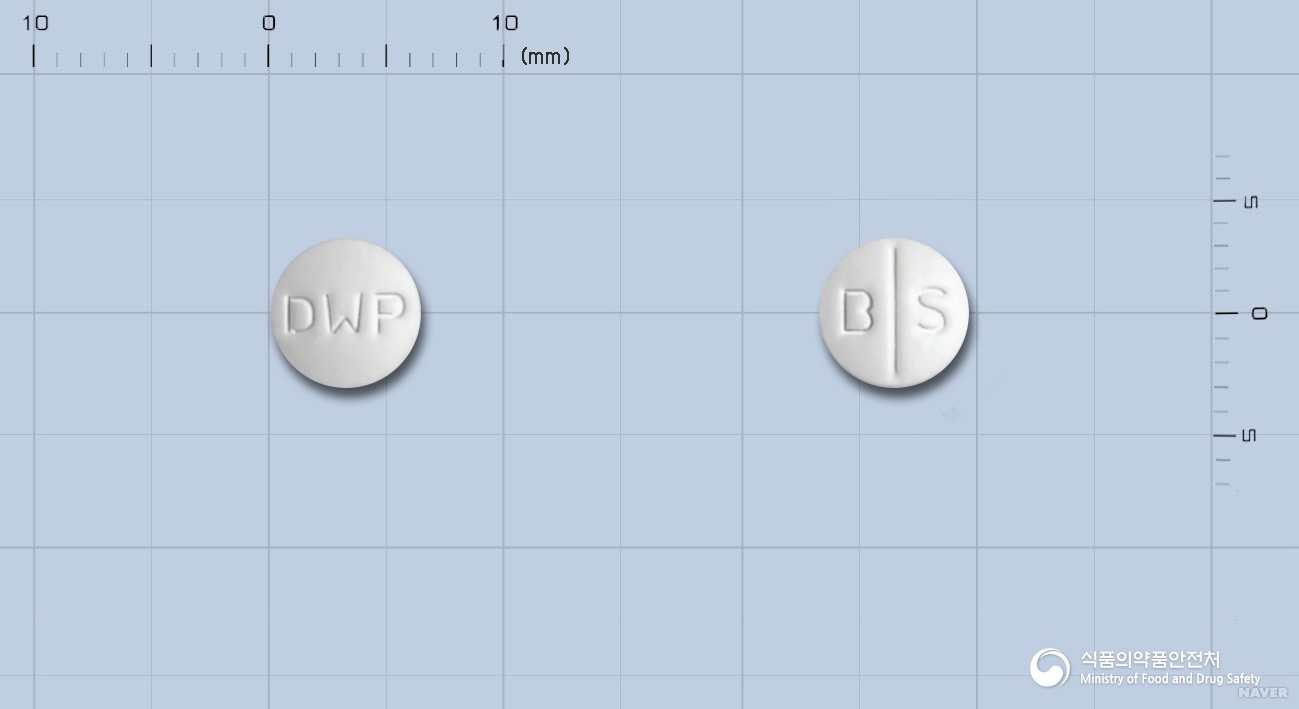 10 0 10
(mm)
DWP
B S
5
0
5
식품의약품안전처
Ministry of Food and Drug Safety
NAVER